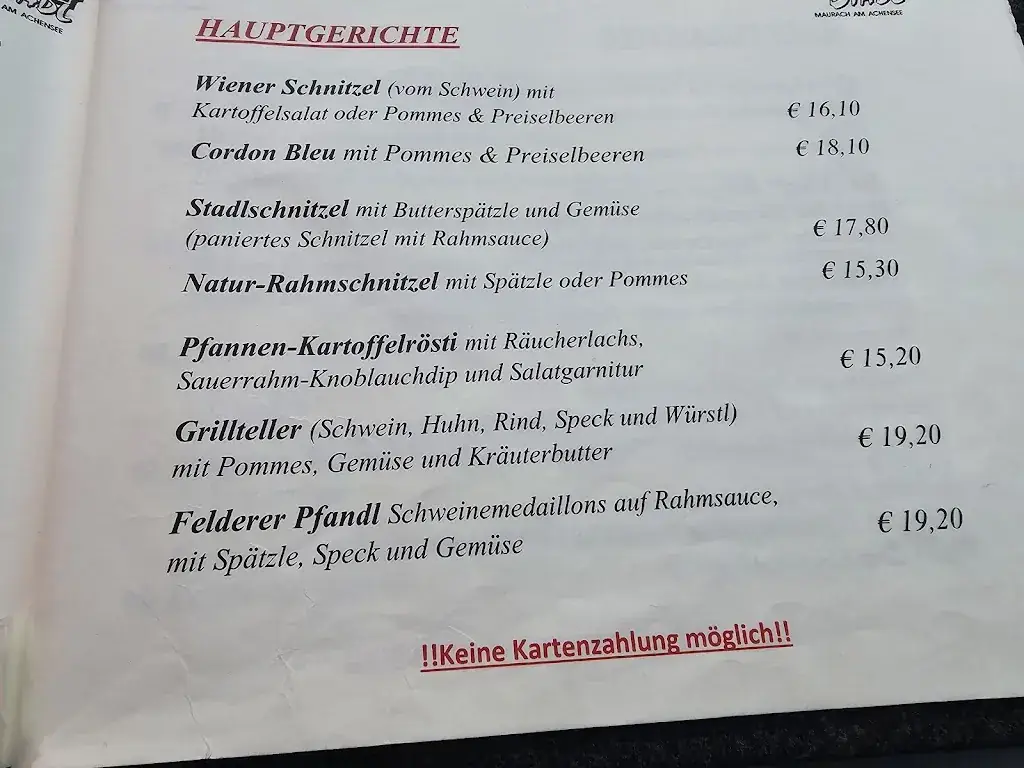 AM ACHENSEE
MAURACH AM ACHENSEE
HAUPTGERICHTE
Wiener Schnitzel (vom Schwein) mit
Kartoffelsalat oder Pommes & Preiselbeeren € 16,10
Cordon Bleu mit Pommes & Preiselbeeren € 18,10
Stadlschnitzel mit Butterspätzle und Gemüse
(paniertes Schnitzel mit Rahmsauce) € 17,80
Natur-Rahmschnitzel mit Spätzle oder Pommes € 15,30
Pfannen-Kartoffelrösti mit Räucherlachs,
Sauerrahm-Knoblauchdip und Salatgarnitur € 15,20
Grillteller (Schwein, Huhn, Rind, Speck und Würstl)
mit Pommes, Gemüse und Kräuterbutter € 19,20
Felderer Pfandl Schweinemedaillons auf Rahmsauce,
mit Spätzle, Speck und Gemüse € 19,20
!!Keine Kartenzahlung möglich!!